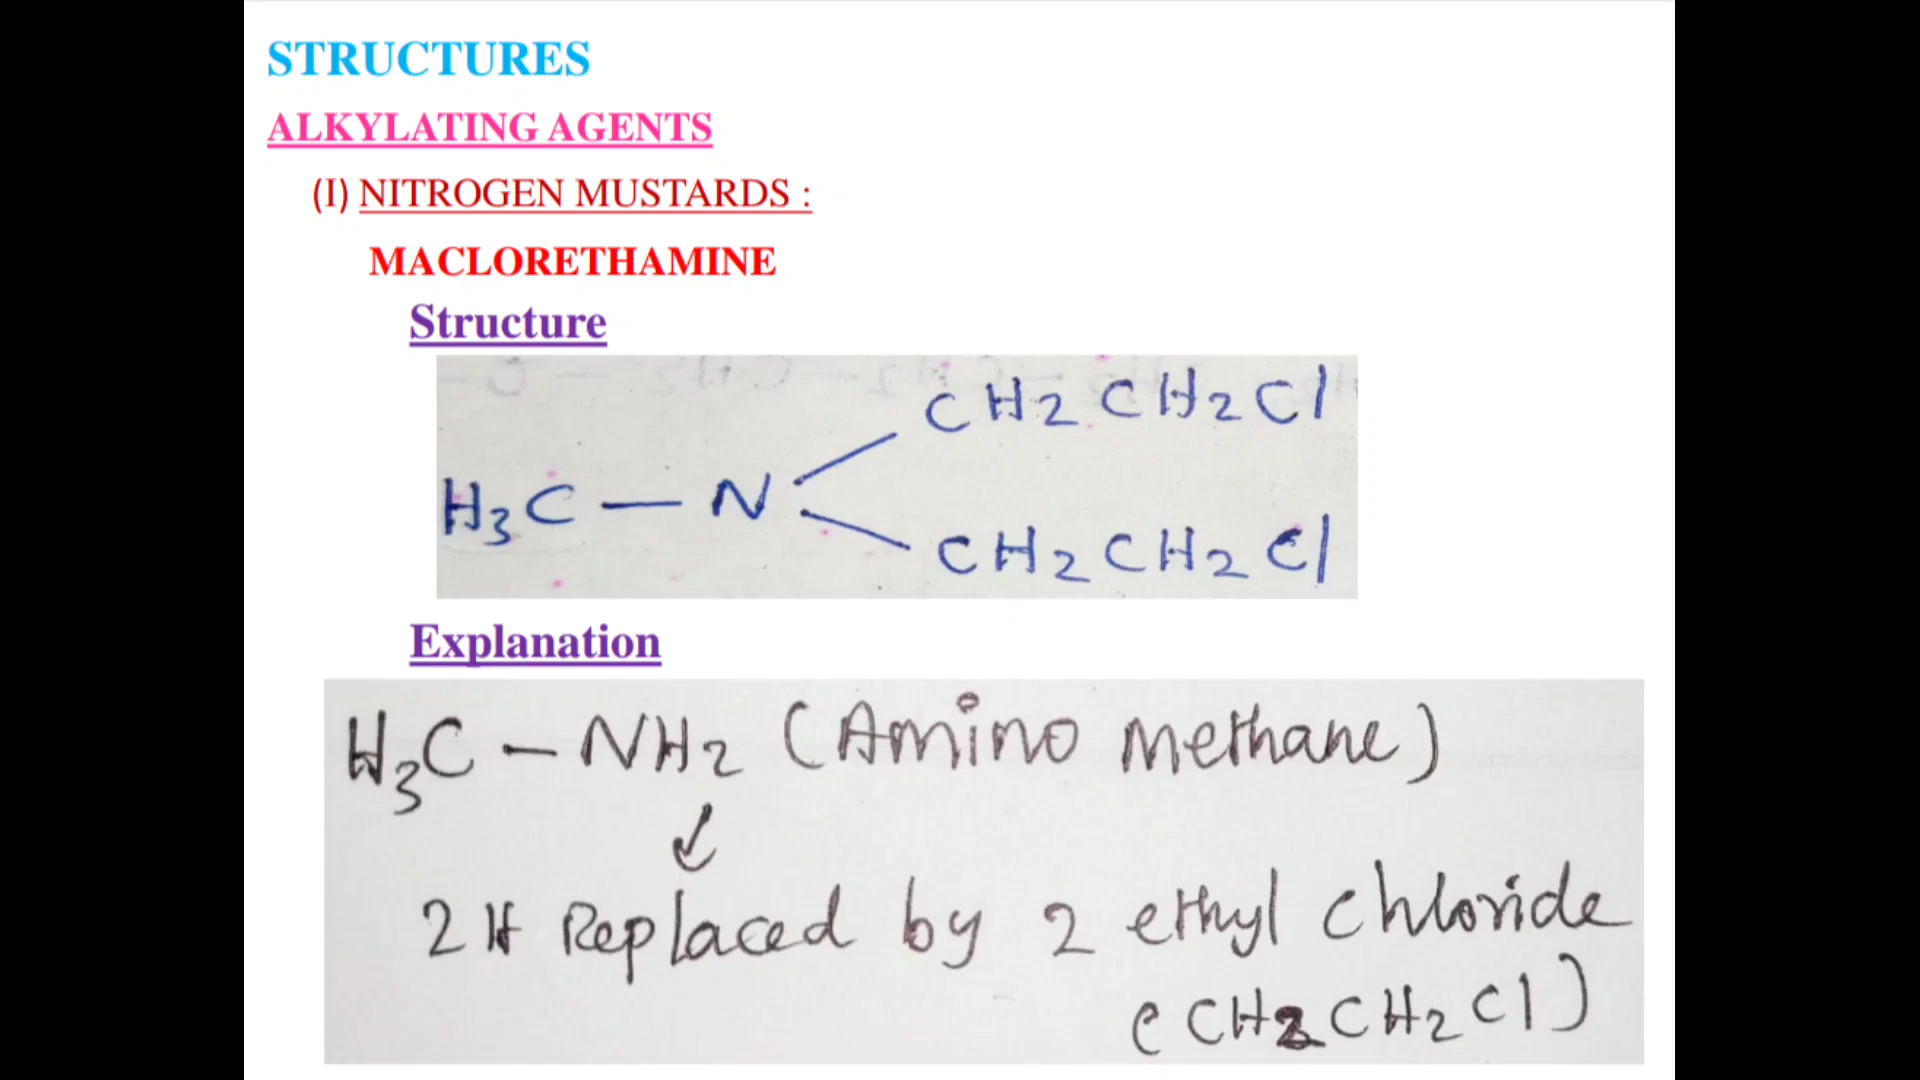 STRUCTURES
ALKYLATING AGENTS
(I) NITROGEN MUSTARDS :
MACLORETHAMINE
Structure
CH2CH2Cl
H3C — N
CH2CH2Cl
Explanation
H3C — NH2 (Amino methane)
2H Replaced by 2 ethyl chloride
(CH2CH2Cl)